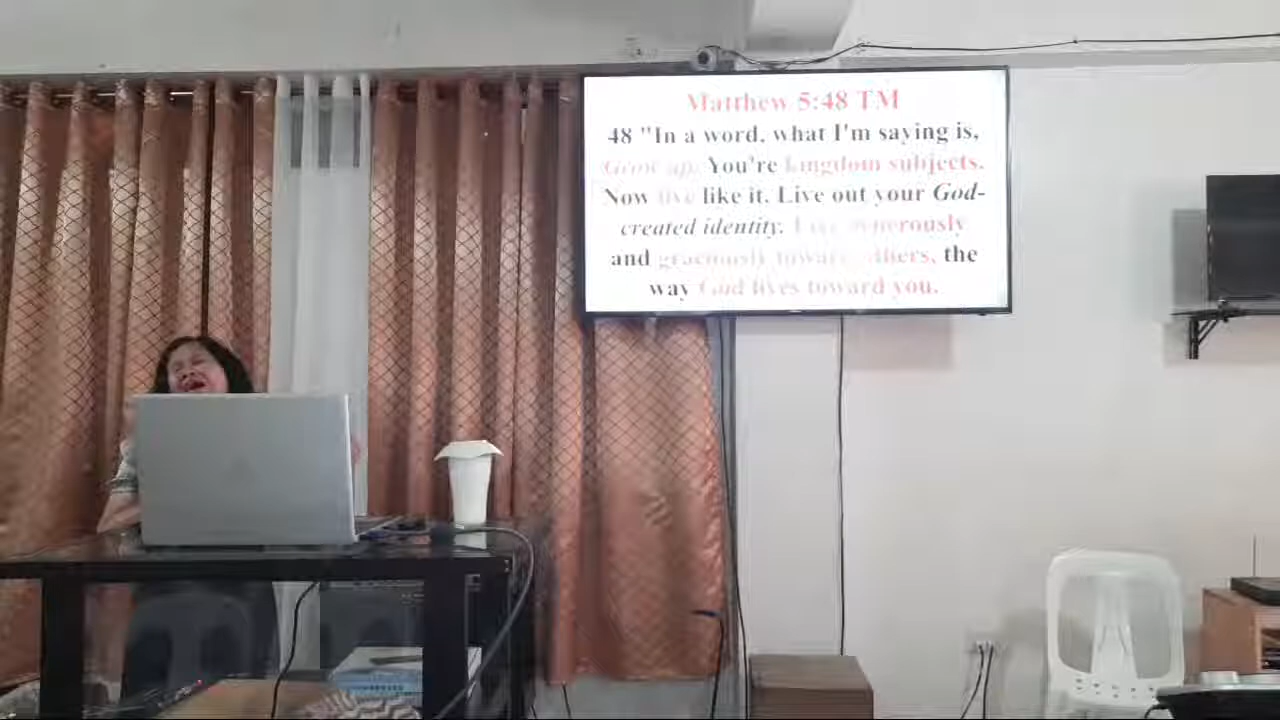 Matthew 5:48 TM
48 "In a word, what I'm saying is,
Grow up. You're kingdom subjects.
Now live like it. Live out your God-
created identity. Live generously
and graciously toward others, the
way God lives toward you.